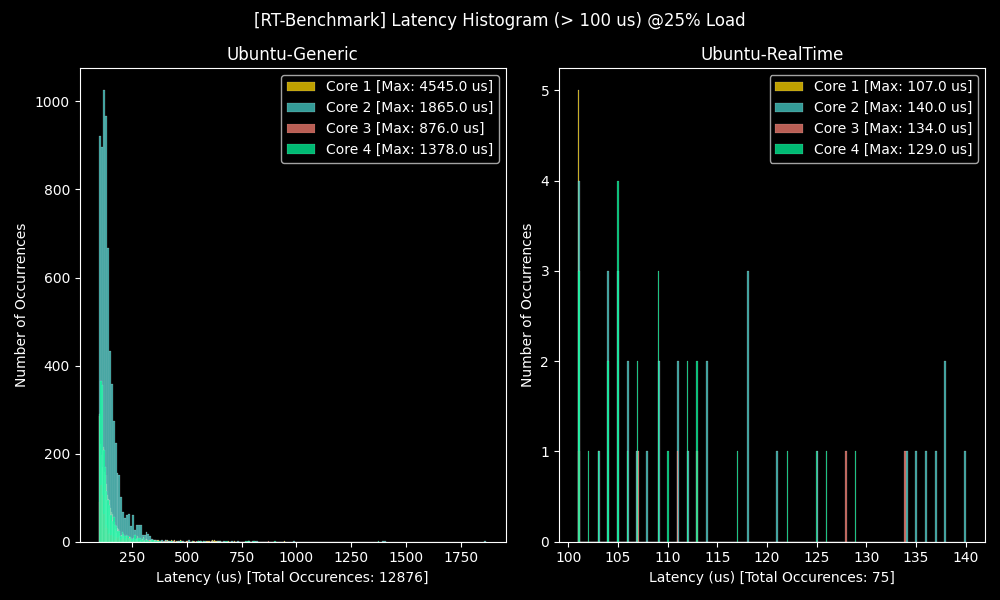 [RT-Benchmark] Latency Histogram (> 100 us) @25% Load
Ubuntu-Generic
Number of Occurrences
1000
800
600
400
200
0
Core 1 [Max: 4545.0 us]
Core 2 [Max: 1865.0 us]
Core 3 [Max: 876.0 us]
Core 4 [Max: 1378.0 us]
250 500 750 1000 1250 1500 1750
Latency (us) [Total Occurences: 12876]
Ubuntu-RealTime
Number of Occurrences
5
4
3
2
1
0
Core 1 [Max: 107.0 us]
Core 2 [Max: 140.0 us]
Core 3 [Max: 134.0 us]
Core 4 [Max: 129.0 us]
100 105 110 115 120 125 130 135 140
Latency (us) [Total Occurences: 75]